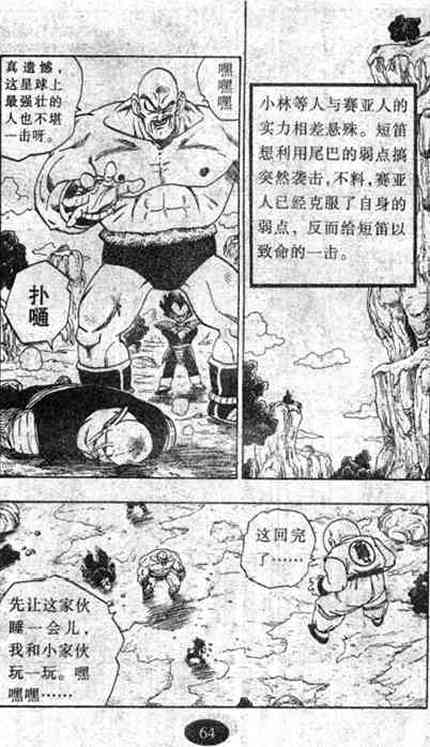 小林等人与赛亚人的
实力相差悬殊。短笛
想利用尾巴的弱点搞
突然袭击,不料,赛亚
人已经克服了自身的
弱点，反而给短笛以
致命的一击。
嘿嘿嘿
真遗憾，
这星球上
最强壮的
人也不堪
一击呀。
扑嗵
这回完
了……
先让这家伙
睡一会儿，
我和小家伙
玩一玩。嘿
嘿嘿……
64